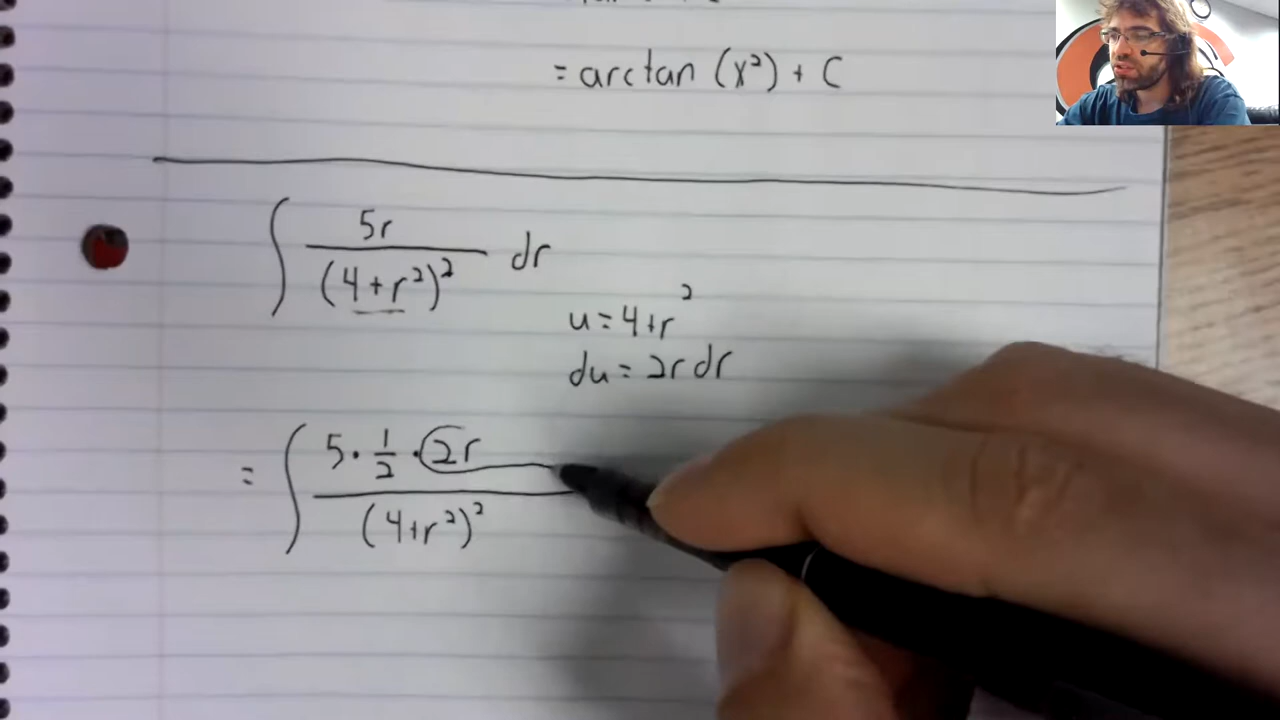 = arctan (x²) + C
∫ 5r / (4+r²)² dr
u = 4+r²
du = 2r dr
= ∫ 5 · 1/2 · 2r / (4+r²)²